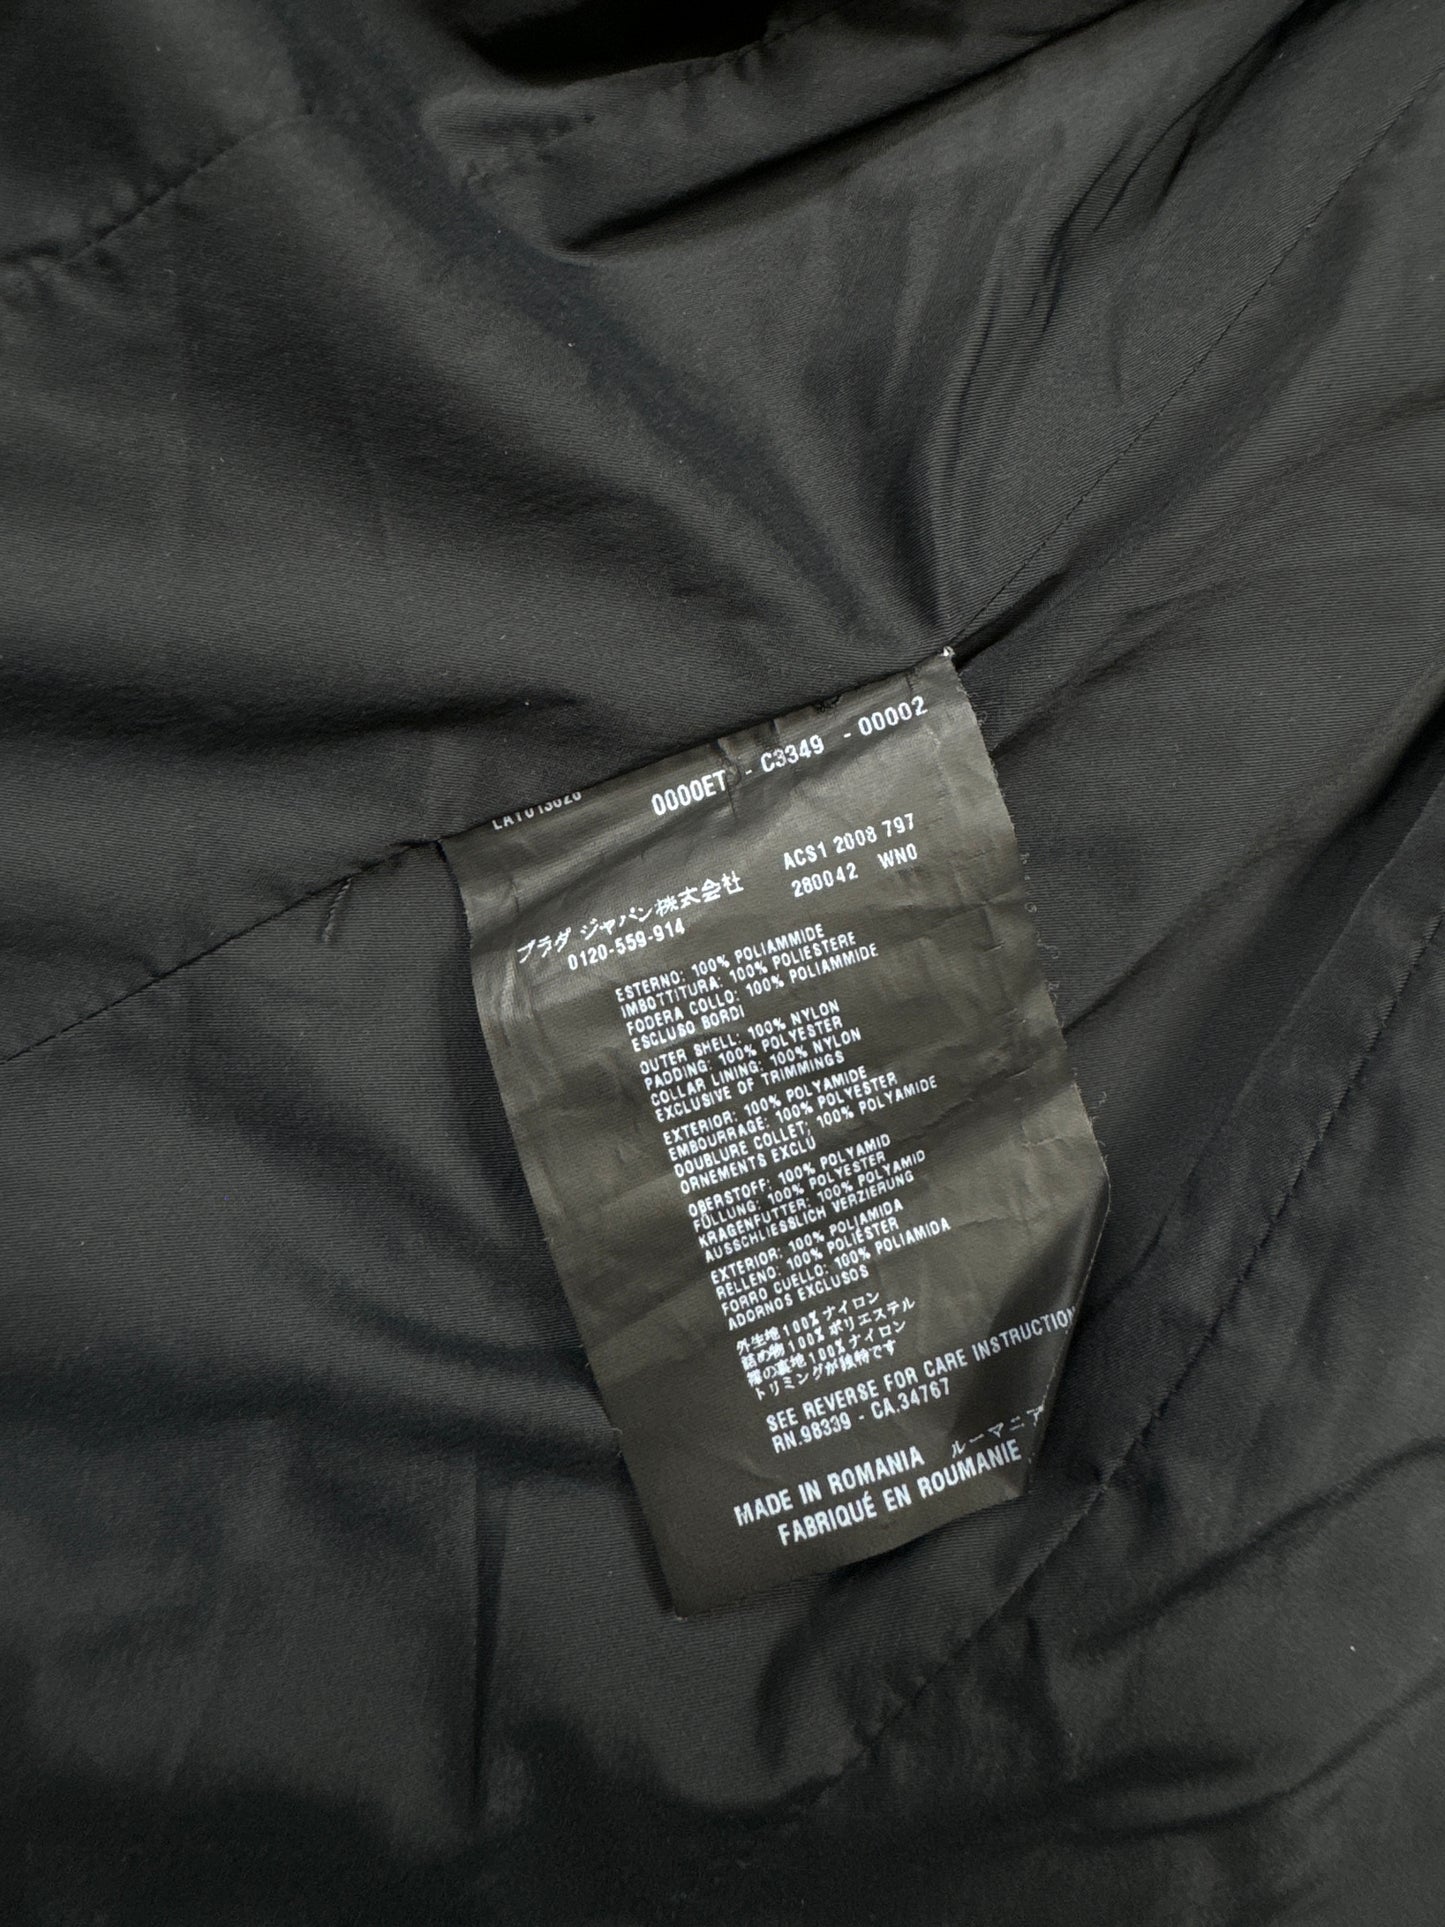 0000ET - C3349 - 00002
ACS1 2008 797
280042 WN0
プラダ ジャパン株式会社
0120-559-914
ESTERNO: 100% POLIAMMIDE
IMBOTTITURA: 100% POLIESTERE
FODERA COLLO: 100% POLIAMMIDE
ESCLUSO BORDI
OUTER SHELL: 100% NYLON
PADDING: 100% POLYESTER
COLLAR LINING: 100% NYLON
EXCLUSIVE OF TRIMMINGS
EXTERIOR: 100% POLYAMIDE
EMBOURRAGE: 100% POLYESTER
DOUBLURE COLLET: 100% POLYAMIDE
ORNEMENTS EXCLÚ
OBERSTOFF: 100% POLYAMID
FÜLLUNG: 100% POLYESTER
KRAGENFUTTER: 100% POLYAMID
AUSSCHLIESSLICH VERZIERUNG
EXTERIOR: 100% POLIAMIDA
RELLENO: 100% POLIÉSTER
FORRO CUELLO: 100% POLIAMIDA
ADORNOS EXCLUSOS
外生地100%ナイロン
詰め物100%ポリエステル
襟の裏地100%ナイロン
トリミングが独特です
SEE REVERSE FOR CARE INSTRUCTION
RN.98339 - CA.34767
MADE IN ROMANIA ルーマニア
FABRIQUÉ EN ROUMANIE